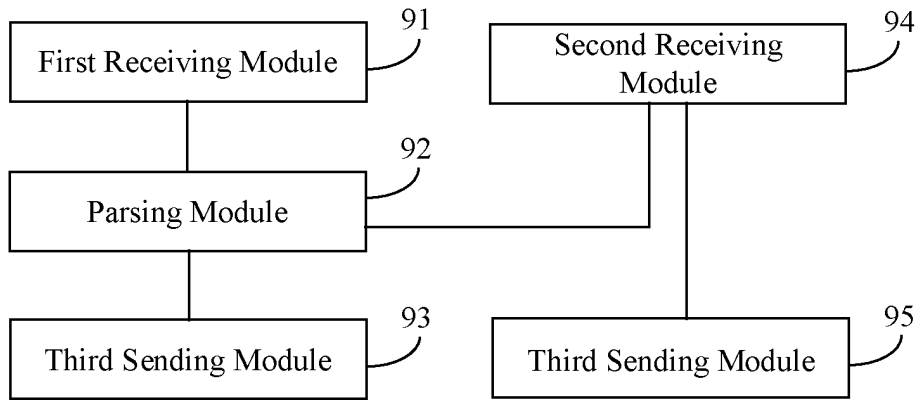 91
First Receiving Module
94
Second Receiving
Module
92
Parsing Module
93
Third Sending Module
95
Third Sending Module